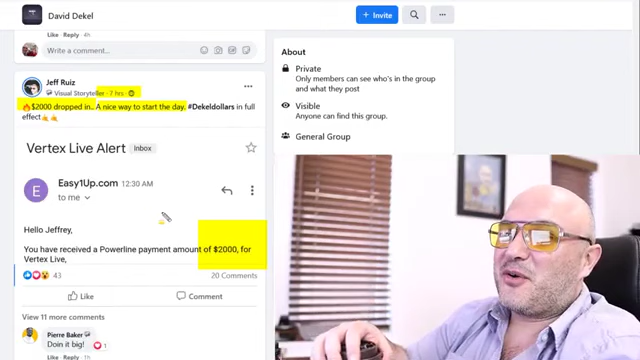 David Dekel
+ Invite
Like · Reply · 4h
Write a comment...
Jeff Ruiz
Visual Storyteller · 7 hrs ·
🔥$2000 dropped in.. A nice way to start the day. #Dekeldollars in full
effect🤙🤙
Vertex Live Alert Inbox
E
Easy1Up.com 12:30 AM
to me
Hello Jeffrey,
You have received a Powerline payment amount of $2000, for
Vertex Live,
43
20 Comments
Like
Comment
View 11 more comments
Pierre Baker
Doin it big!
1
Like · Reply · 1h
About
Private
Only members can see who's in the group
and what they post
Visible
Anyone can find this group.
General Group